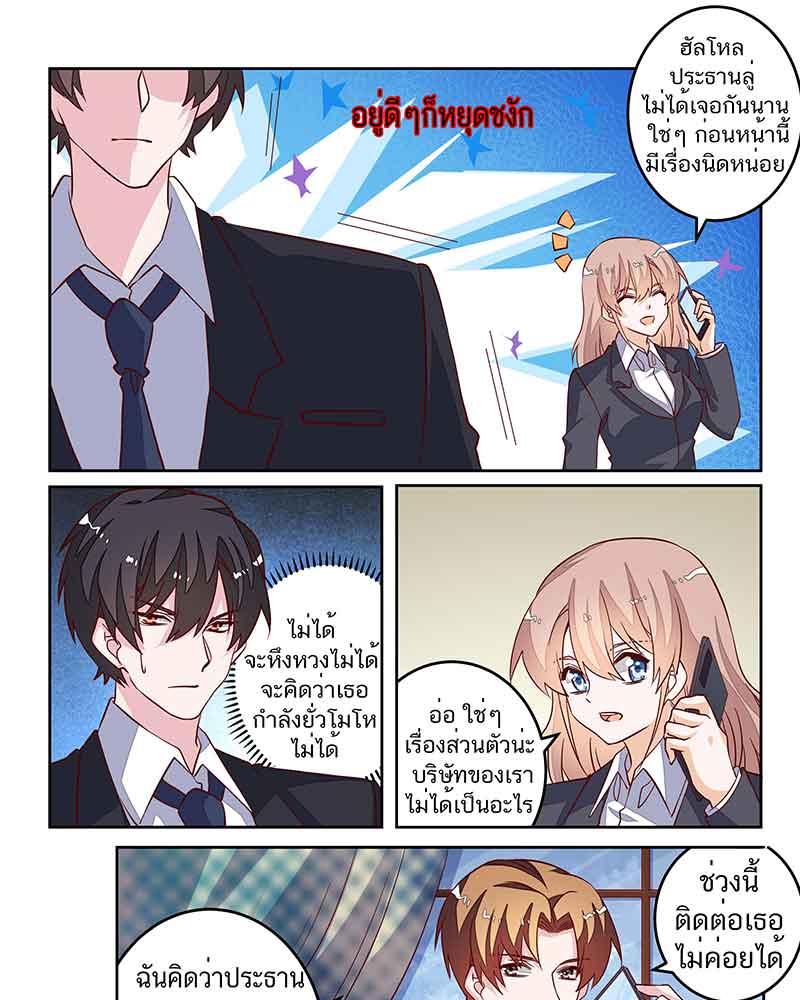 ฮัลโหล
ประธานลู่
ไม่ได้เจอกันนาน
ใช่ๆ ก่อนหน้านี้
มีเรื่องนิดหน่อย
อยู่ดีๆก็หยุดชงัก
ไม่ได้
จะหึงหวงไม่ได้
จะคิดว่าเธอ
กำลังยั่วโมโห
ไม่ได้
อ่อ ใช่ๆ
เรื่องส่วนตัวน่ะ
บริษัทของเรา
ไม่ได้เป็นอะไร
ช่วงนี้
ติดต่อเธอ
ไม่ค่อยได้
ฉันคิดว่าประธาน